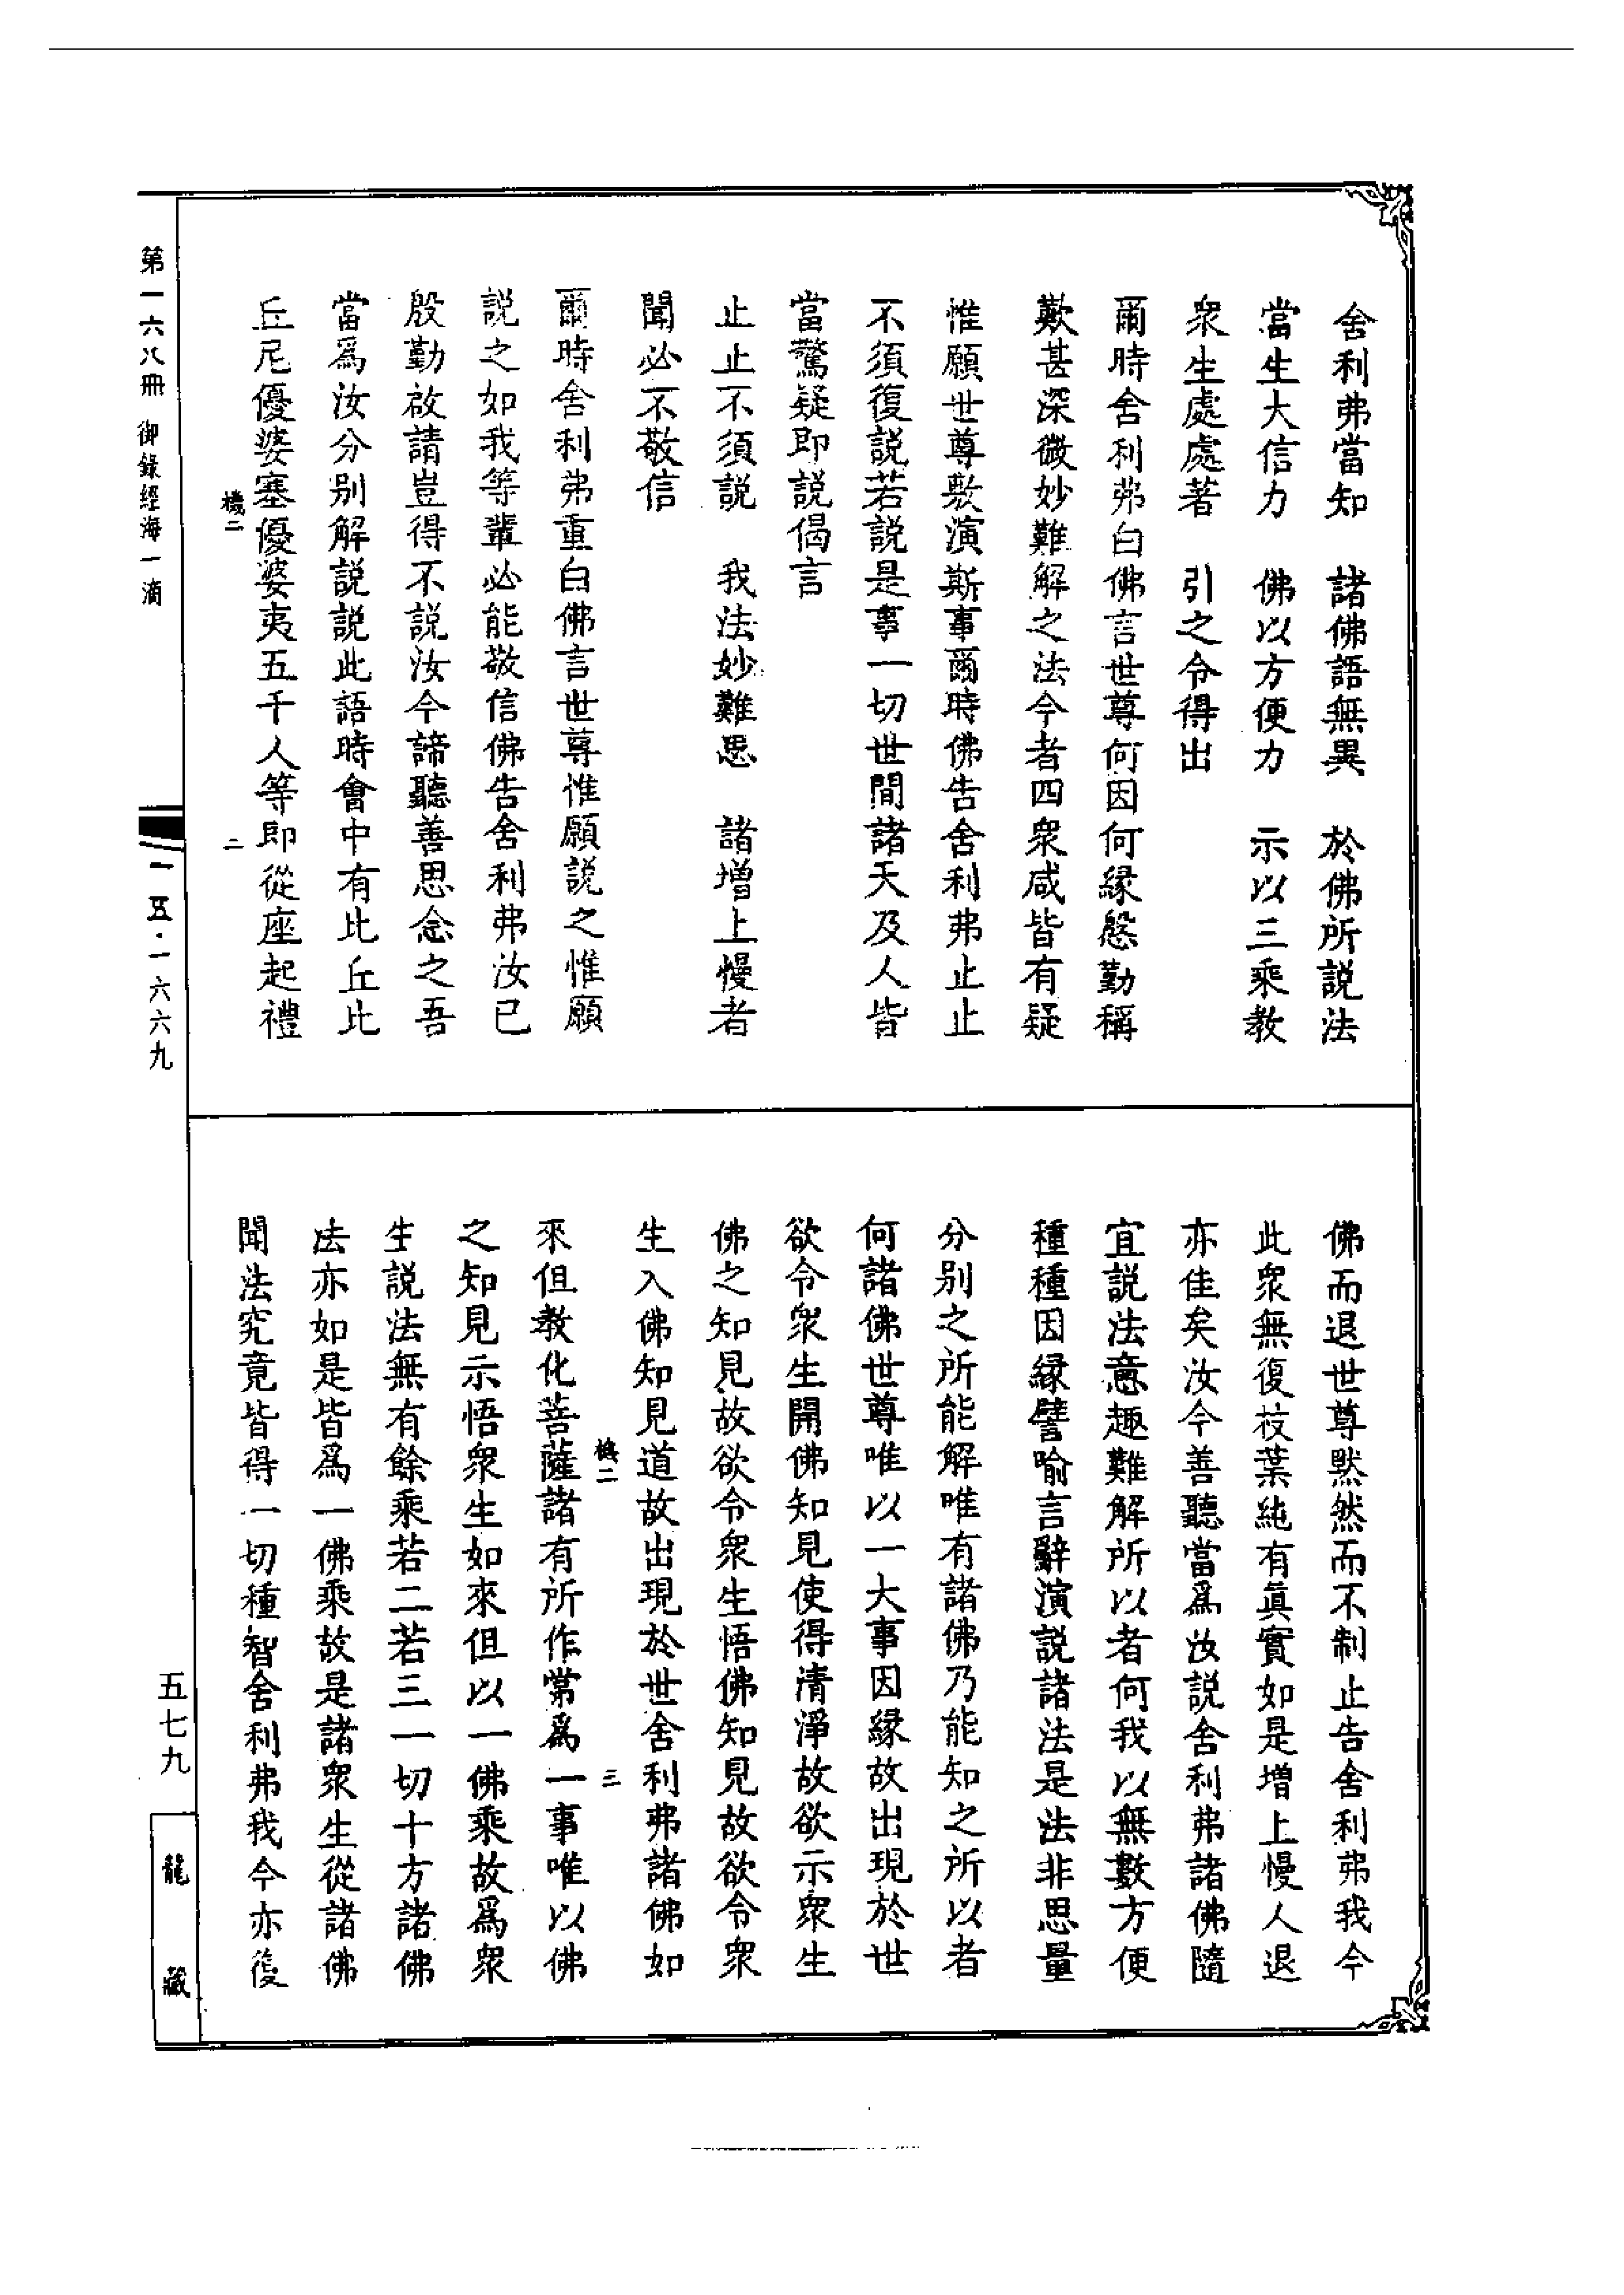 舍利弗當知　諸佛語無異　於佛所説法
當生大信力　佛以方便力　示以三乘教
衆生處處著　引之令得出
爾時舍利弗白佛言世尊何因何縁慇勤稱
歎甚深微妙難解之法今者四衆咸皆有疑
惟願世尊敷演斯事爾時佛告舍利弗止止
不須復説若説是事一切世間諸天及人皆
當驚疑即説偈言
止止不須説　我法妙難思　諸增上慢者
聞必不敬信
爾時舍利弗重白佛言世尊惟願説之惟願
説之如我等輩必能敬信佛告舍利弗汝已
殷勤啟請豈得不説汝今諦聽善思念之吾
當爲汝分别解説説此語時會中有比丘比
丘尼優婆塞優婆夷五千人等即從座起禮
機二　二
佛而退世尊默然而不制止告舍利弗我今
此衆無復枝葉純有真實如是增上慢人退
亦佳矣汝今善聽當爲汝説舍利弗諸佛隨
宜説法意趣難解所以者何我以無數方便
種種因縁譬喻言辭演説諸法是法非思量
分别之所能解唯有諸佛乃能知之所以者
何諸佛世尊唯以一大事因縁故出現於世
欲令衆生開佛知見使得清淨故欲示衆生
佛之知見故欲令衆生悟佛知見故欲令衆
生入佛知見道故出現於世舍利弗諸佛如
機二　三
來但教化菩薩諸有所作常爲一事唯以佛
之知見示悟衆生如來但以一佛乘故爲衆
生説法無有餘乘若二若三一切十方諸佛
法亦如是皆爲一佛乘故是諸衆生從諸佛
聞法究竟皆得一切種智舍利弗我今亦復
第一六八冊　御錄經海一滴
一五·一六六九
五七九
龍藏